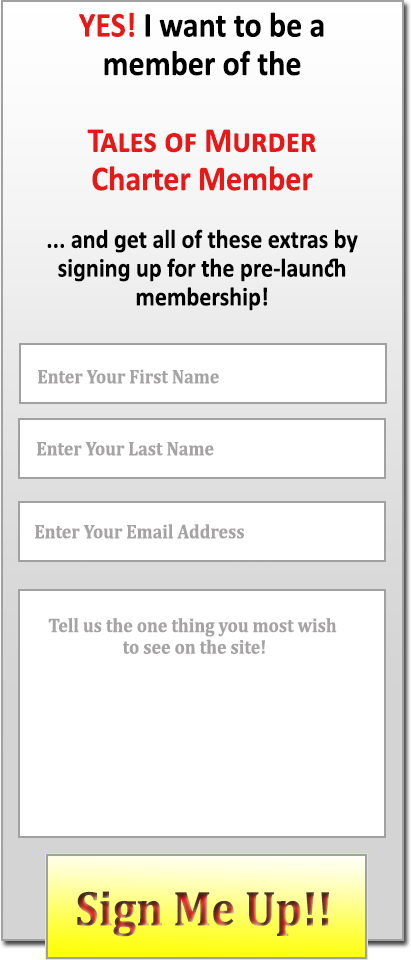 YES! I want to be a
member of the
Tales of Murder
Charter Member
... and get all of these extras by
signing up for the pre-launch
membership!
Enter Your First Name
Enter Your Last Name
Enter Your Email Address
Tell us the one thing you most wish
to see on the site!
Sign Me Up!!